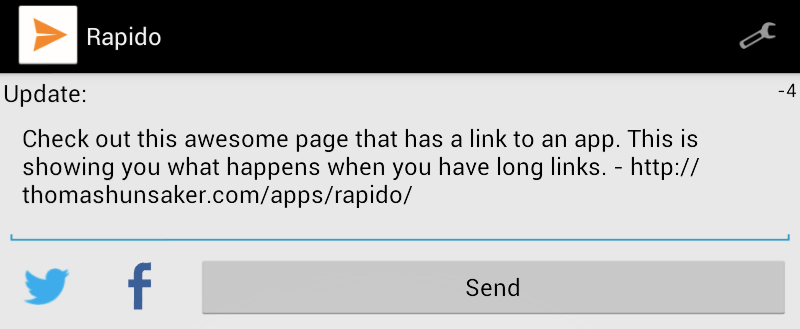 Rapido
Update:
-4
Check out this awesome page that has a link to an app. This is
showing you what happens when you have long links. - http://
thomashunsaker.com/apps/rapido/
Send